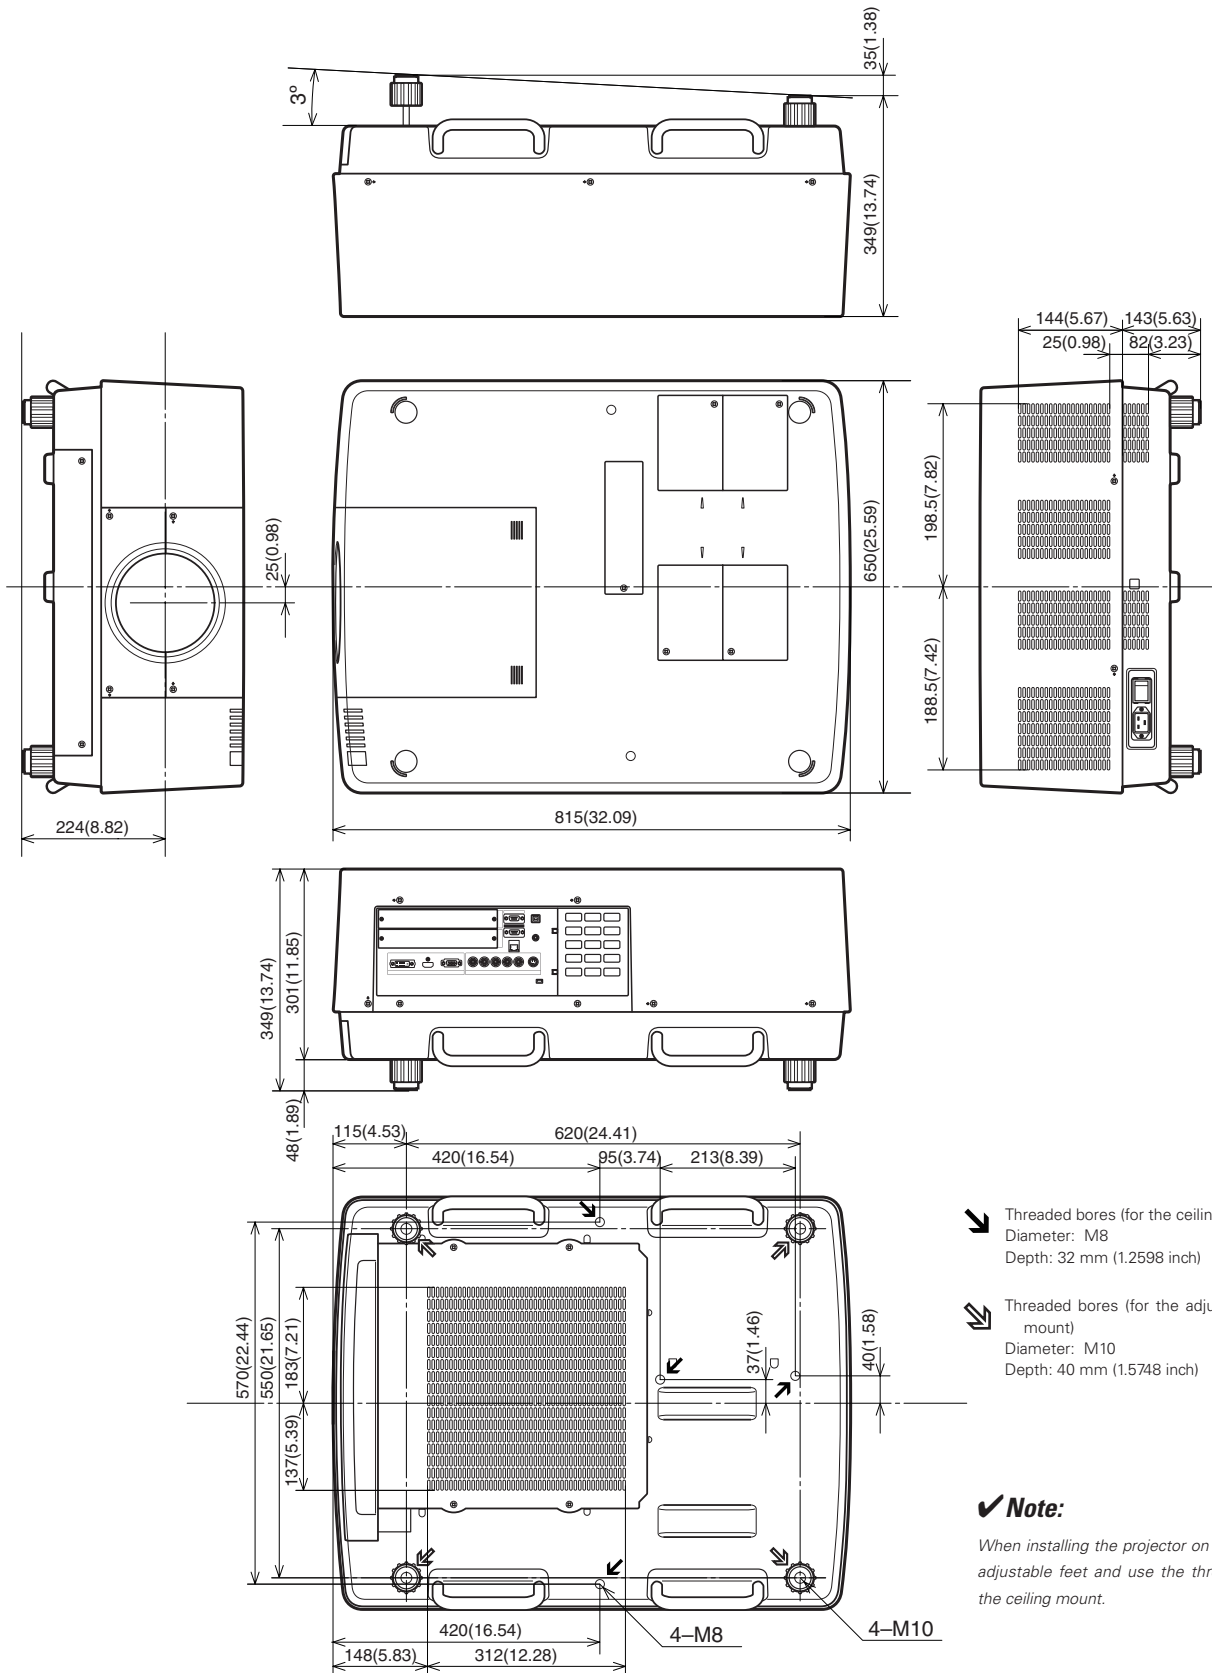 35(1.38)
3°
349(13.74)
144(5.67)
143(5.63)
25(0.98)
82(3.23)
198.5(7.82)
25(0.98)
650(25.59)
188.5(7.42)
224(8.82)
815(32.09)
349(13.74)
301(11.85)
48(1.89)
115(4.53)
620(24.41)
420(16.54)
95(3.74)
213(8.39)
Threaded bores (for the ceilin
Diameter: M8
Depth: 32 mm (1.2598 inch)
Threaded bores (for the adju
mount)
Diameter: M10
Depth: 40 mm (1.5748 inch)
570(22.44)
550(21.65)
183(7.21)
37(1.46)
40(1.58)
137(5.39)
✔ Note:
When installing the projector on
adjustable feet and use the thr
the ceiling mount.
420(16.54)
4–M8
4–M10
148(5.83)
312(12.28)